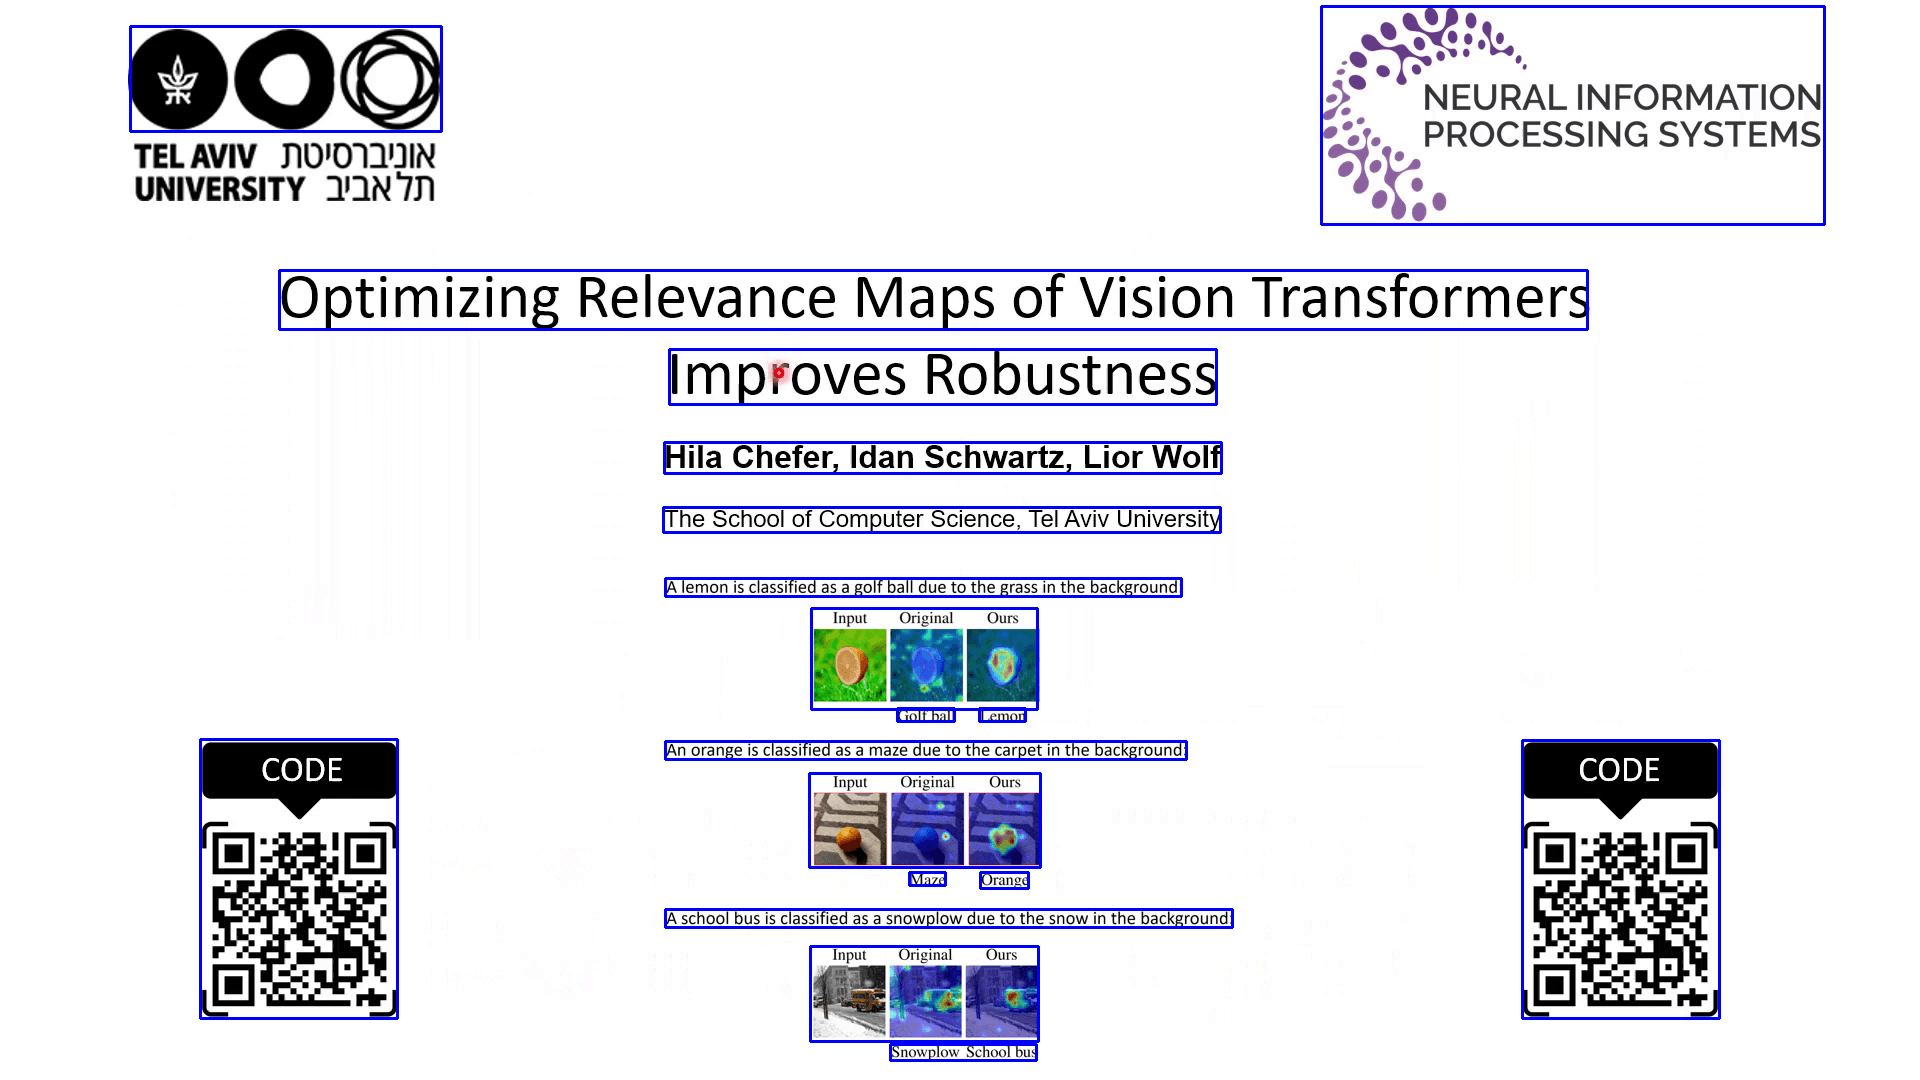 TEL AVIV אוניברסיטת
UNIVERSITY תל אביב
NEURAL INFORMATION
PROCESSING SYSTEMS
Optimizing Relevance Maps of Vision Transformers
Improves Robustness
Hila Chefer, Idan Schwartz, Lior Wolf
The School of Computer Science, Tel Aviv University
A lemon is classified as a golf ball due to the grass in the background
Input Original Ours
Golf ball Lemon
An orange is classified as a maze due to the carpet in the background:
Input Original Ours
Maze Orange
A school bus is classified as a snowplow due to the snow in the background:
Input Original Ours
Snowplow School bus
CODE
CODE